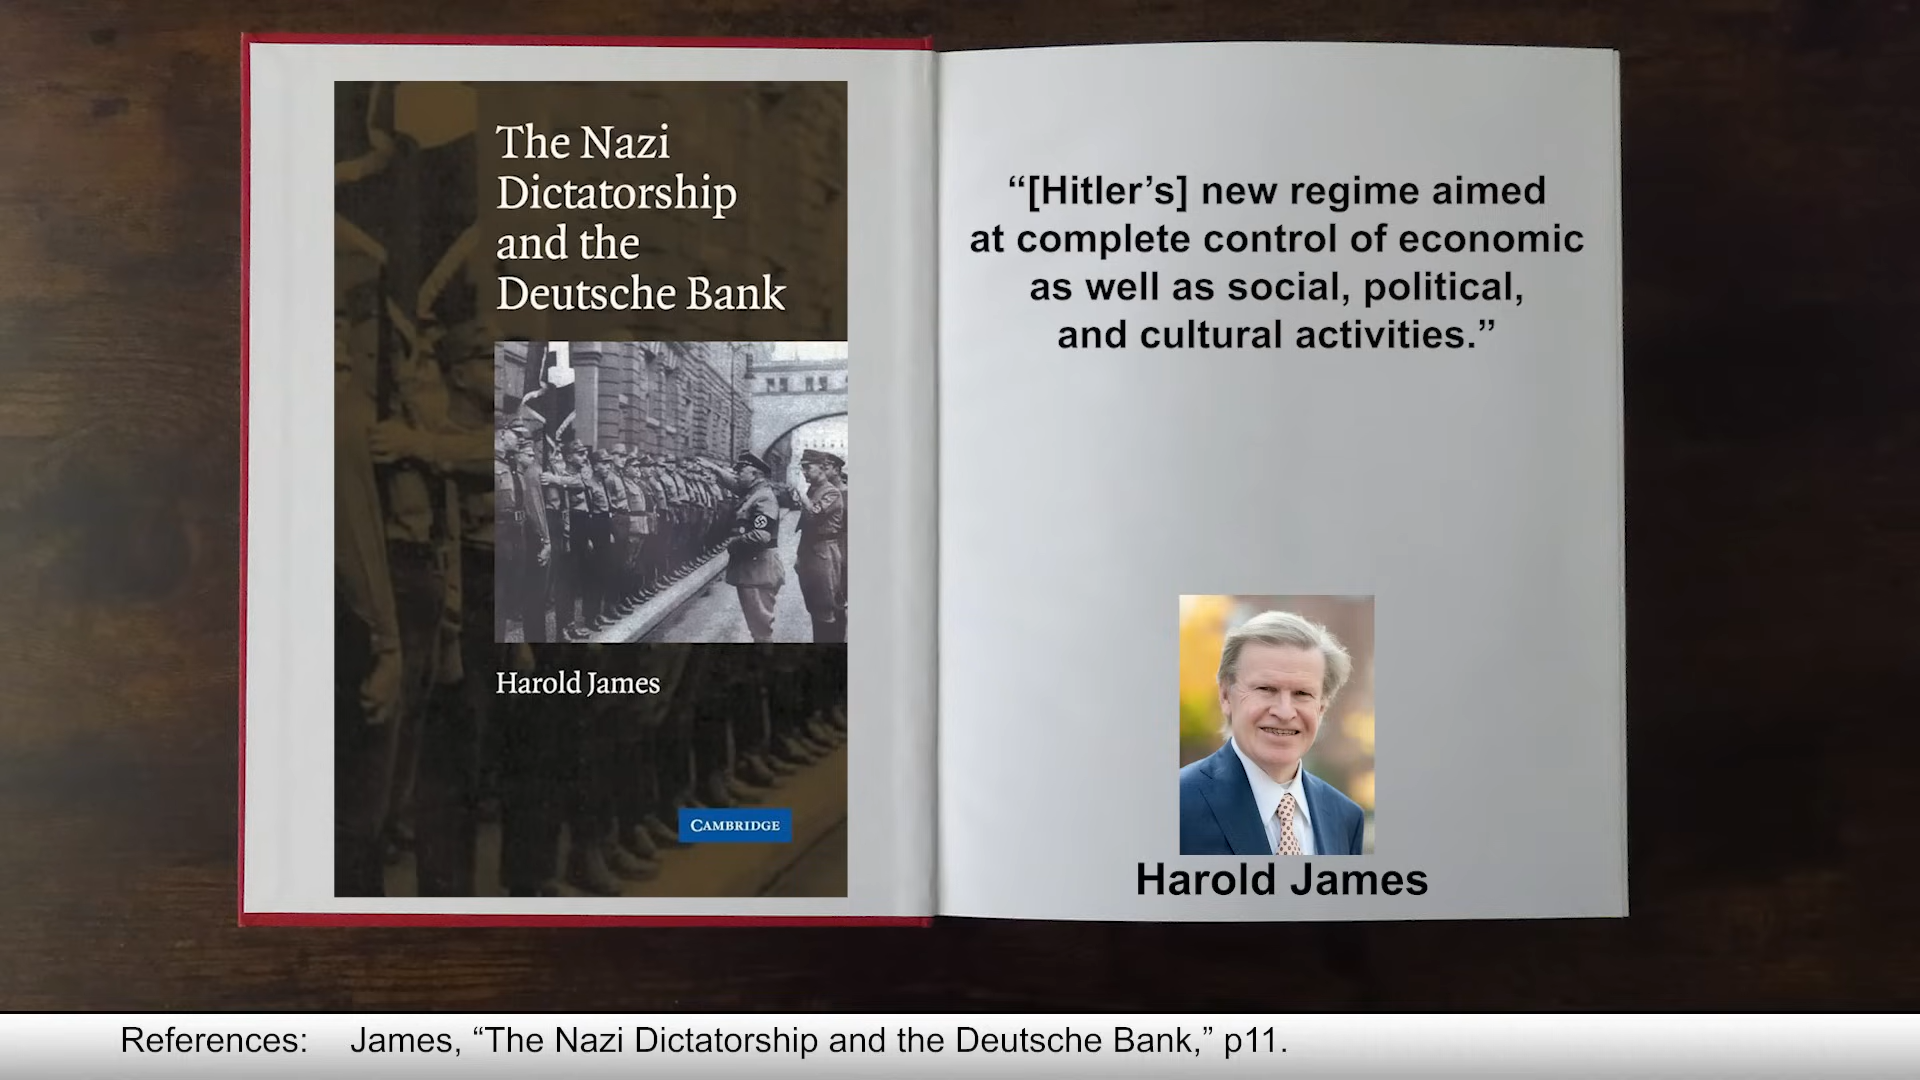 The Nazi
Dictatorship
and the
Deutsche Bank
Harold James
CAMBRIDGE
“[Hitler’s] new regime aimed
at complete control of economic
as well as social, political,
and cultural activities.”
Harold James
References: James, “The Nazi Dictatorship and the Deutsche Bank,” p11.